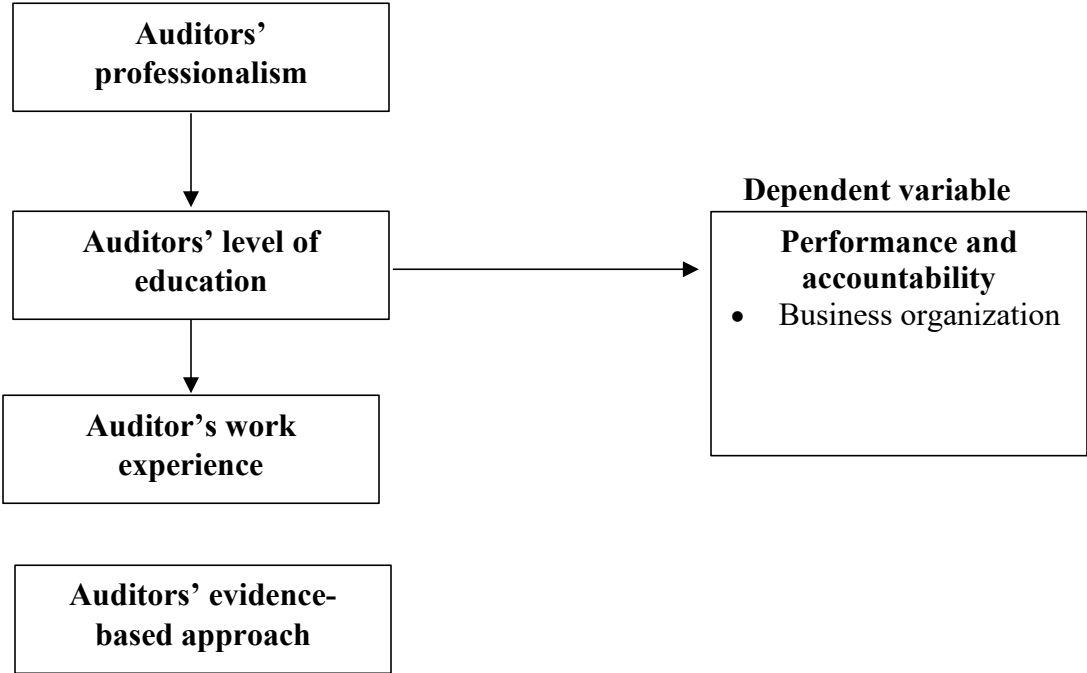 Auditors’
professionalism
Auditors’ level of
education
Auditor’s work
experience
Auditors’ evidence-
based approach
Dependent variable
Performance and
accountability
• Business organization